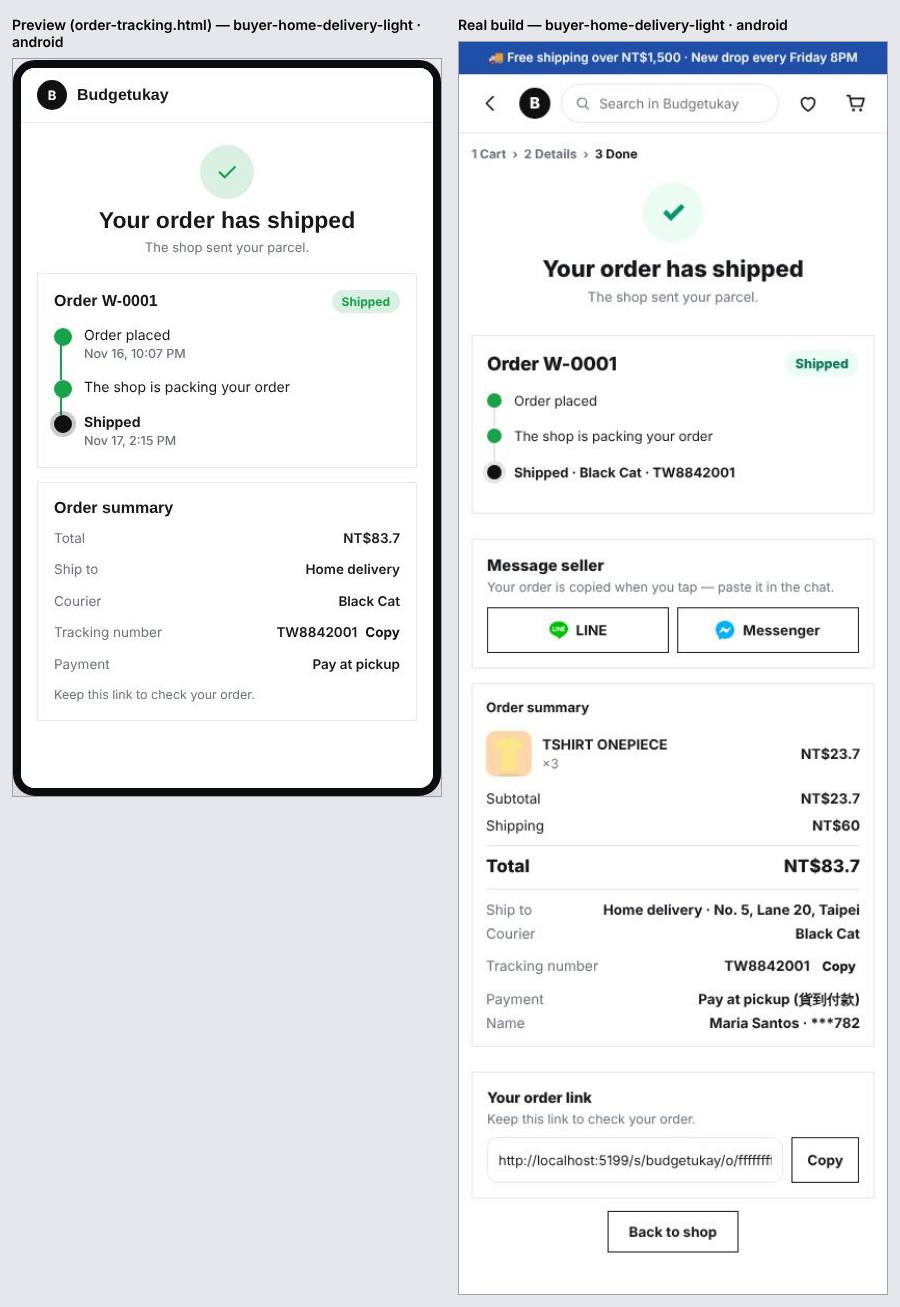 Preview (order-tracking.html) — buyer-home-delivery-light · android
B
Budgetukay
Your order has shipped
The shop sent your parcel.
Order W-0001
Shipped
Order placed
Nov 16, 10:07 PM
The shop is packing your order
Shipped
Nov 17, 2:15 PM
Order summary
Total NT$83.7
Ship to Home delivery
Courier Black Cat
Tracking number TW8842001 Copy
Payment Pay at pickup
Keep this link to check your order.
Real build — buyer-home-delivery-light · android
🚚 Free shipping over NT$1,500 · New drop every Friday 8PM
B
Search in Budgetukay
1 Cart › 2 Details › 3 Done
Your order has shipped
The shop sent your parcel.
Order W-0001
Shipped
Order placed
The shop is packing your order
Shipped · Black Cat · TW8842001
Message seller
Your order is copied when you tap — paste it in the chat.
LINE LINE
Messenger
Order summary
TSHIRT ONEPIECE
×3
NT$23.7
Subtotal NT$23.7
Shipping NT$60
Total NT$83.7
Ship to Home delivery · No. 5, Lane 20, Taipei
Courier Black Cat
Tracking number TW8842001 Copy
Payment Pay at pickup (貨到付款)
Name Maria Santos · ***782
Your order link
Keep this link to check your order.
http://localhost:5199/s/budgetukay/o/fffffff
Copy
Back to shop